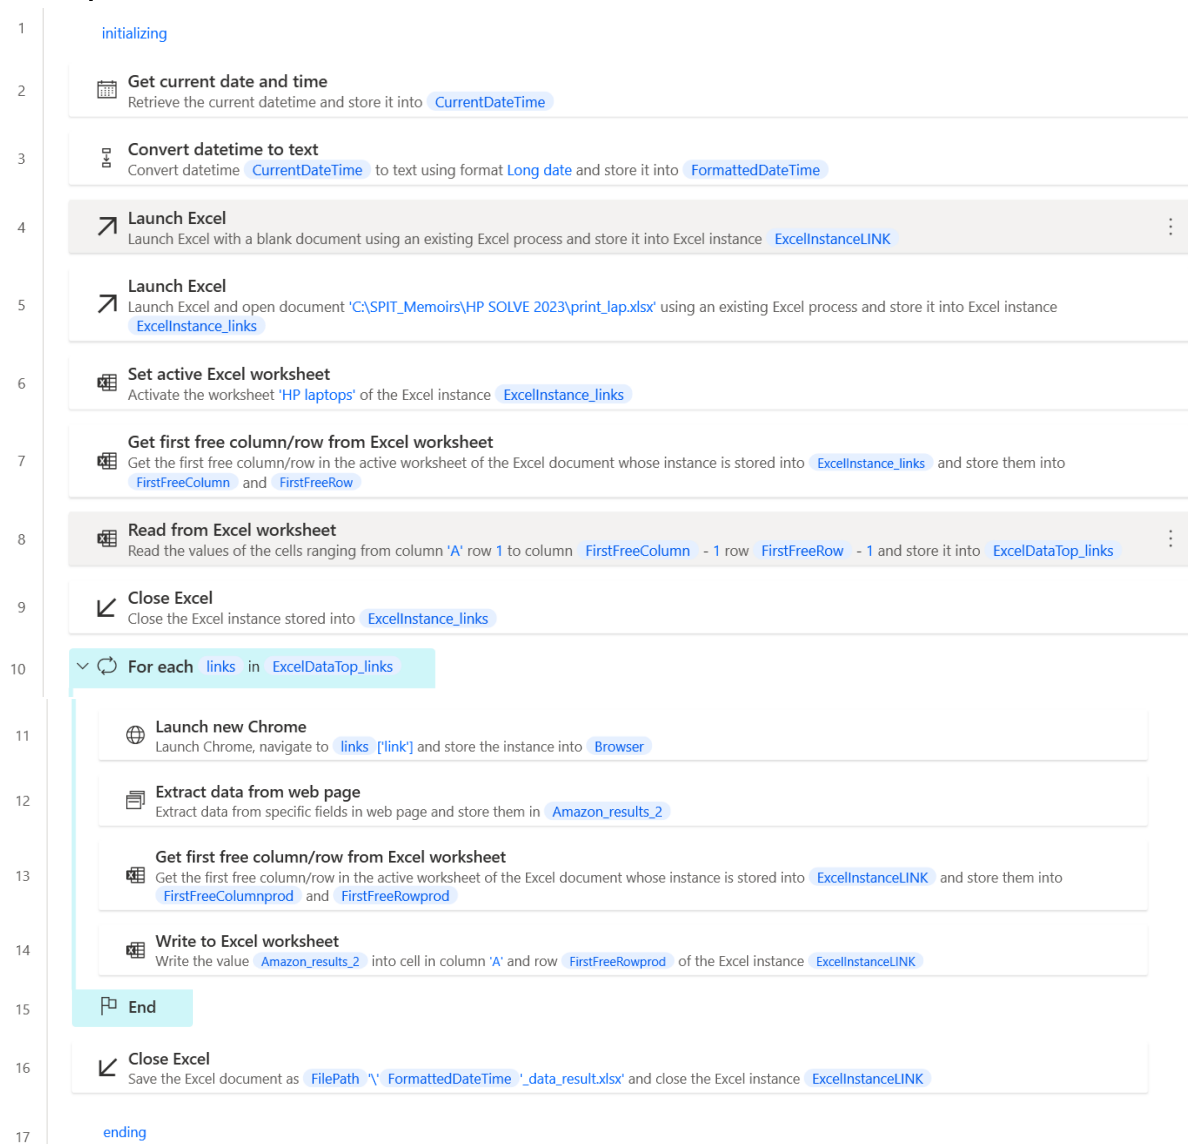 1 initializing
2 Get current date and time
Retrieve the current datetime and store it into CurrentDateTime
3 Convert datetime to text
Convert datetime CurrentDateTime to text using format Long date and store it into FormattedDateTime
4 Launch Excel
Launch Excel with a blank document using an existing Excel process and store it into Excel instance ExcelInstanceLINK
5 Launch Excel
Launch Excel and open document 'C:\SPIT_Memoirs\HP SOLVE 2023\print_lap.xlsx' using an existing Excel process and store it into Excel instance
ExcelInstance_links
6 Set active Excel worksheet
Activate the worksheet 'HP laptops' of the Excel instance ExcelInstance_links
7 Get first free column/row from Excel worksheet
Get the first free column/row in the active worksheet of the Excel document whose instance is stored into ExcelInstance_links and store them into
FirstFreeColumn and FirstFreeRow
8 Read from Excel worksheet
Read the values of the cells ranging from column 'A' row 1 to column FirstFreeColumn - 1 row FirstFreeRow - 1 and store it into ExcelDataTop_links
9 Close Excel
Close the Excel instance stored into ExcelInstance_links
10 For each links in ExcelDataTop_links
11 Launch new Chrome
Launch Chrome, navigate to links ['link'] and store the instance into Browser
12 Extract data from web page
Extract data from specific fields in web page and store them in Amazon_results_2
13 Get first free column/row from Excel worksheet
Get the first free column/row in the active worksheet of the Excel document whose instance is stored into ExcelInstanceLINK and store them into
FirstFreeColumnprod and FirstFreeRowprod
14 Write to Excel worksheet
Write the value Amazon_results_2 into cell in column 'A' and row FirstFreeRowprod of the Excel instance ExcelInstanceLINK
15 End
16 Close Excel
Save the Excel document as FilePath '\' FormattedDateTime '_data_result.xlsx' and close the Excel instance ExcelInstanceLINK
17 ending